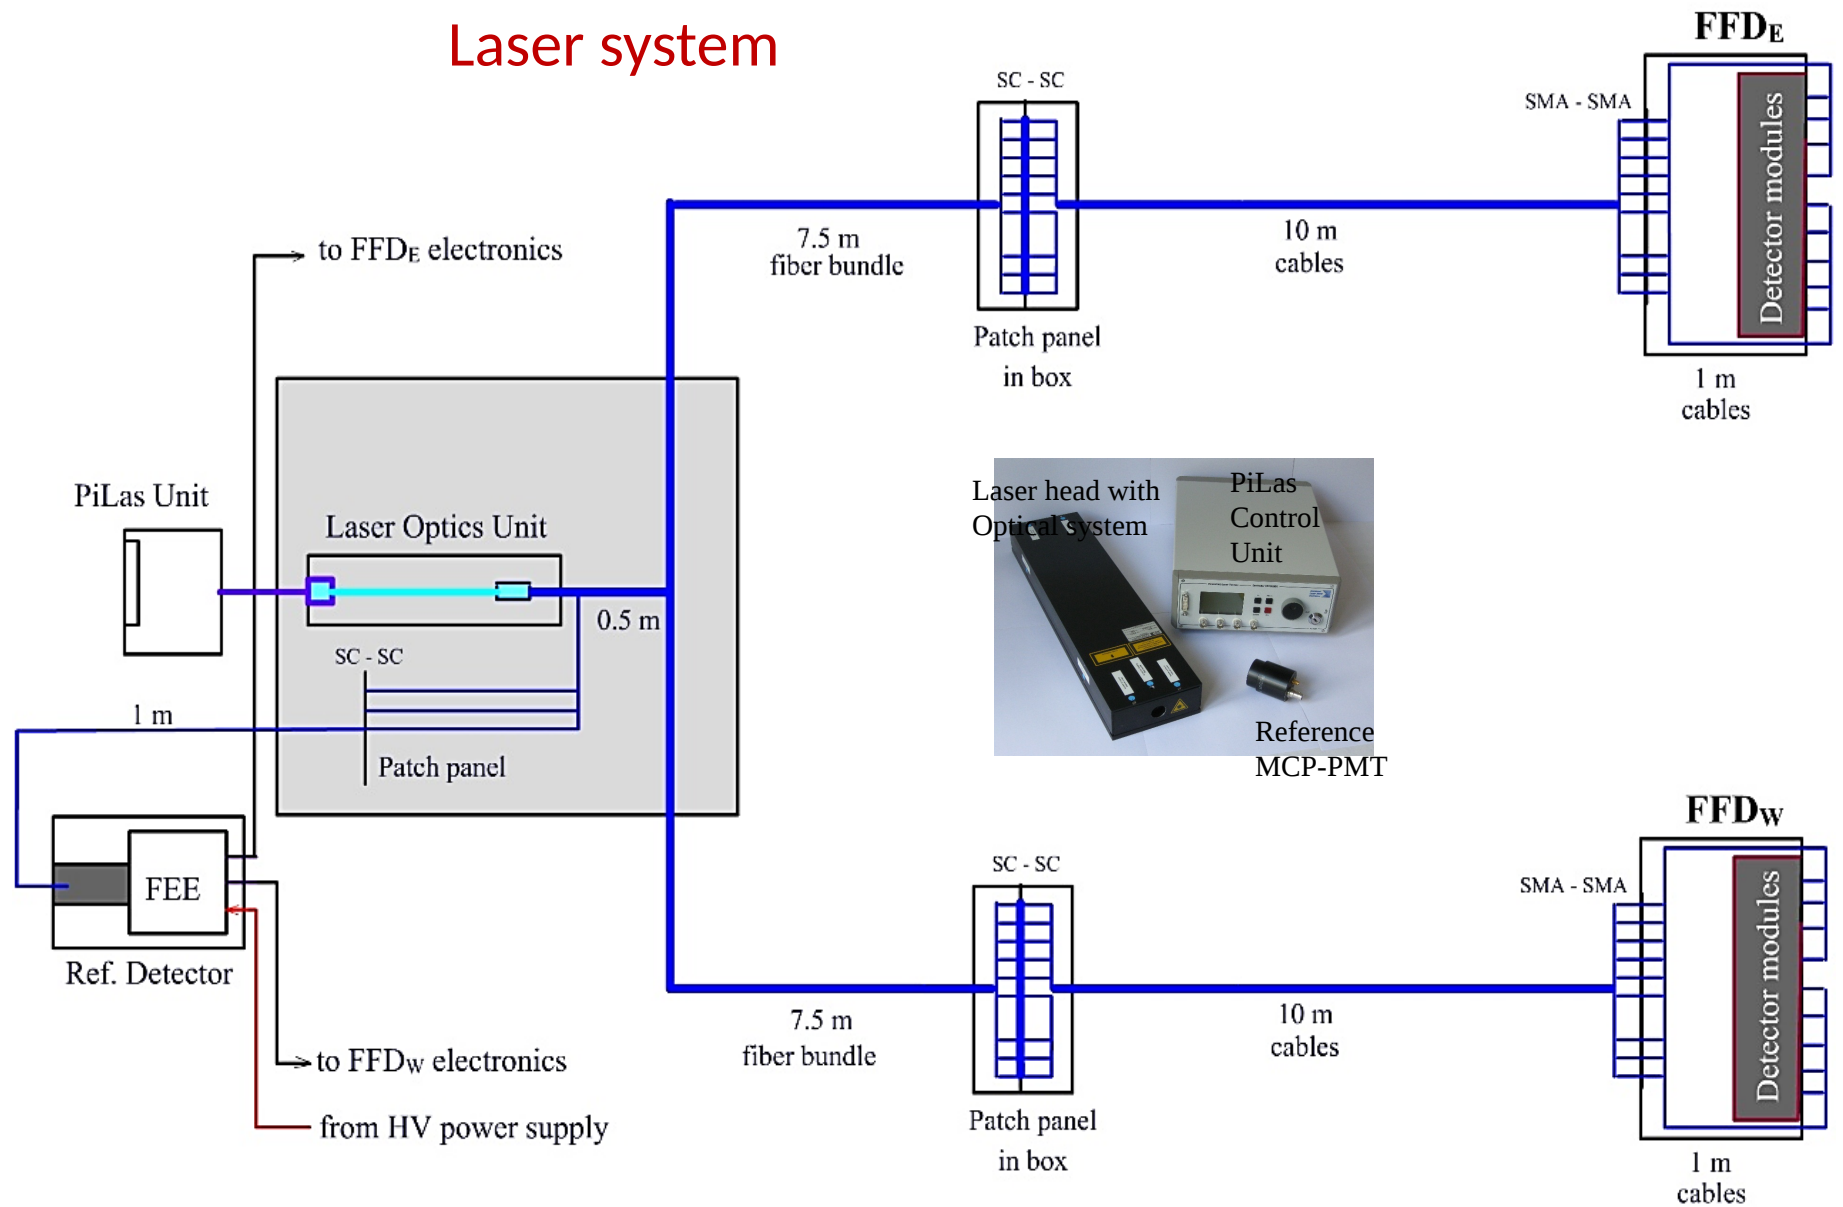 Laser system
FFDE
SC - SC
SMA - SMA
Detector modules
to FFDE electronics
7.5 m
fiber bundle
10 m
cables
Patch panel
in box
1 m
cables
PiLas Unit
Laser Optics Unit
0.5 m
SC - SC
1 m
Patch panel
Laser head with
Optical system
PiLas
Control
Unit
Reference
MCP-PMT
FEE
Ref. Detector
FFDW
SC - SC
SMA - SMA
Detector modules
7.5 m
fiber bundle
10 m
cables
to FFDW electronics
from HV power supply
Patch panel
in box
1 m
cables